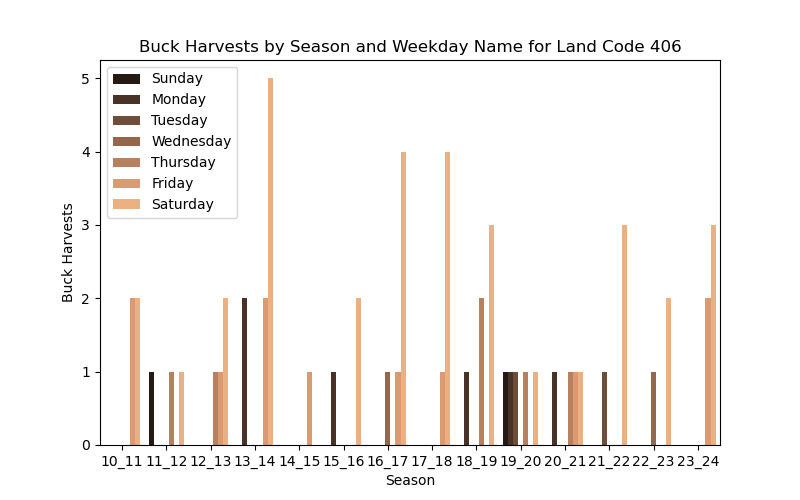 Buck Harvests by Season and Weekday Name for Land Code 406
Sunday
Monday
Tuesday
Wednesday
Thursday
Friday
Saturday
5
4
3
2
1
0
Buck Harvests
10_11 11_12 12_13 13_14 14_15 15_16 16_17 17_18 18_19 19_20 20_21 21_22 22_23 23_24
Season